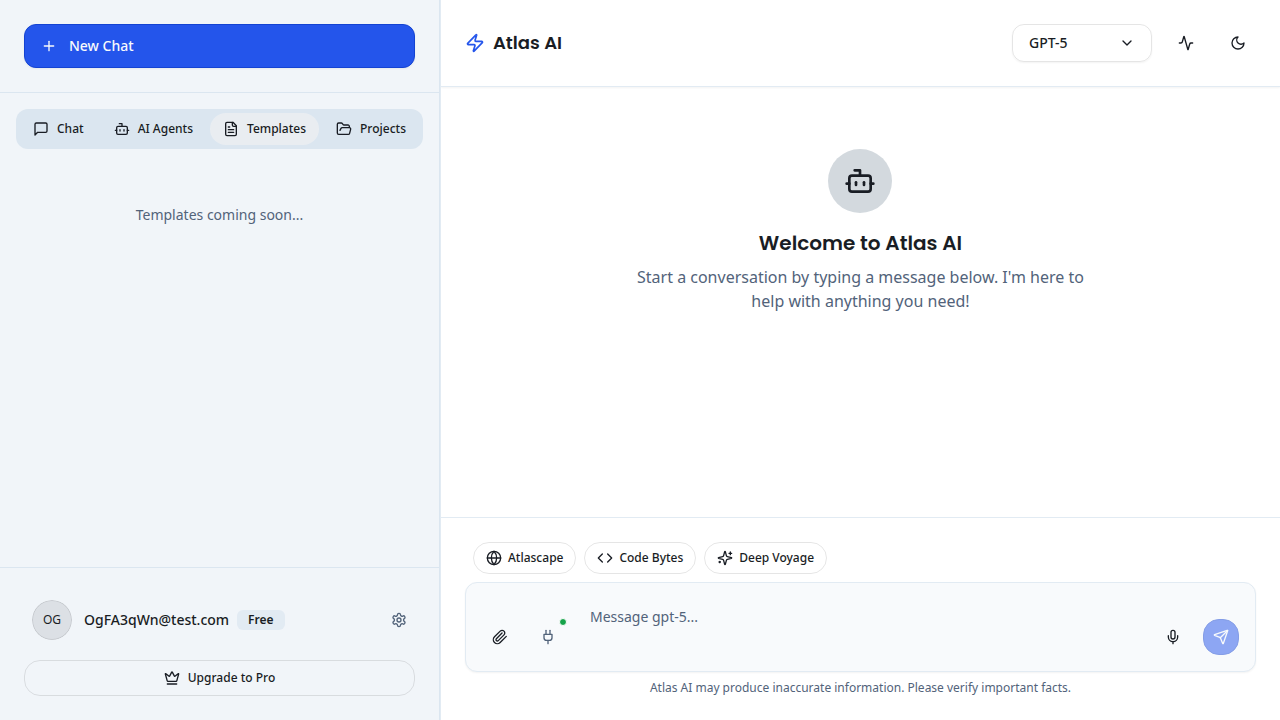 New Chat
Chat
AI Agents
Templates
Projects
Templates coming soon...
OG
OgFA3qWn@test.com
Free
Upgrade to Pro
Atlas AI
GPT-5
Welcome to Atlas AI
Start a conversation by typing a message below. I'm here to
help with anything you need!
Atlascape
Code Bytes
Deep Voyage
Message gpt-5...
Atlas AI may produce inaccurate information. Please verify important facts.